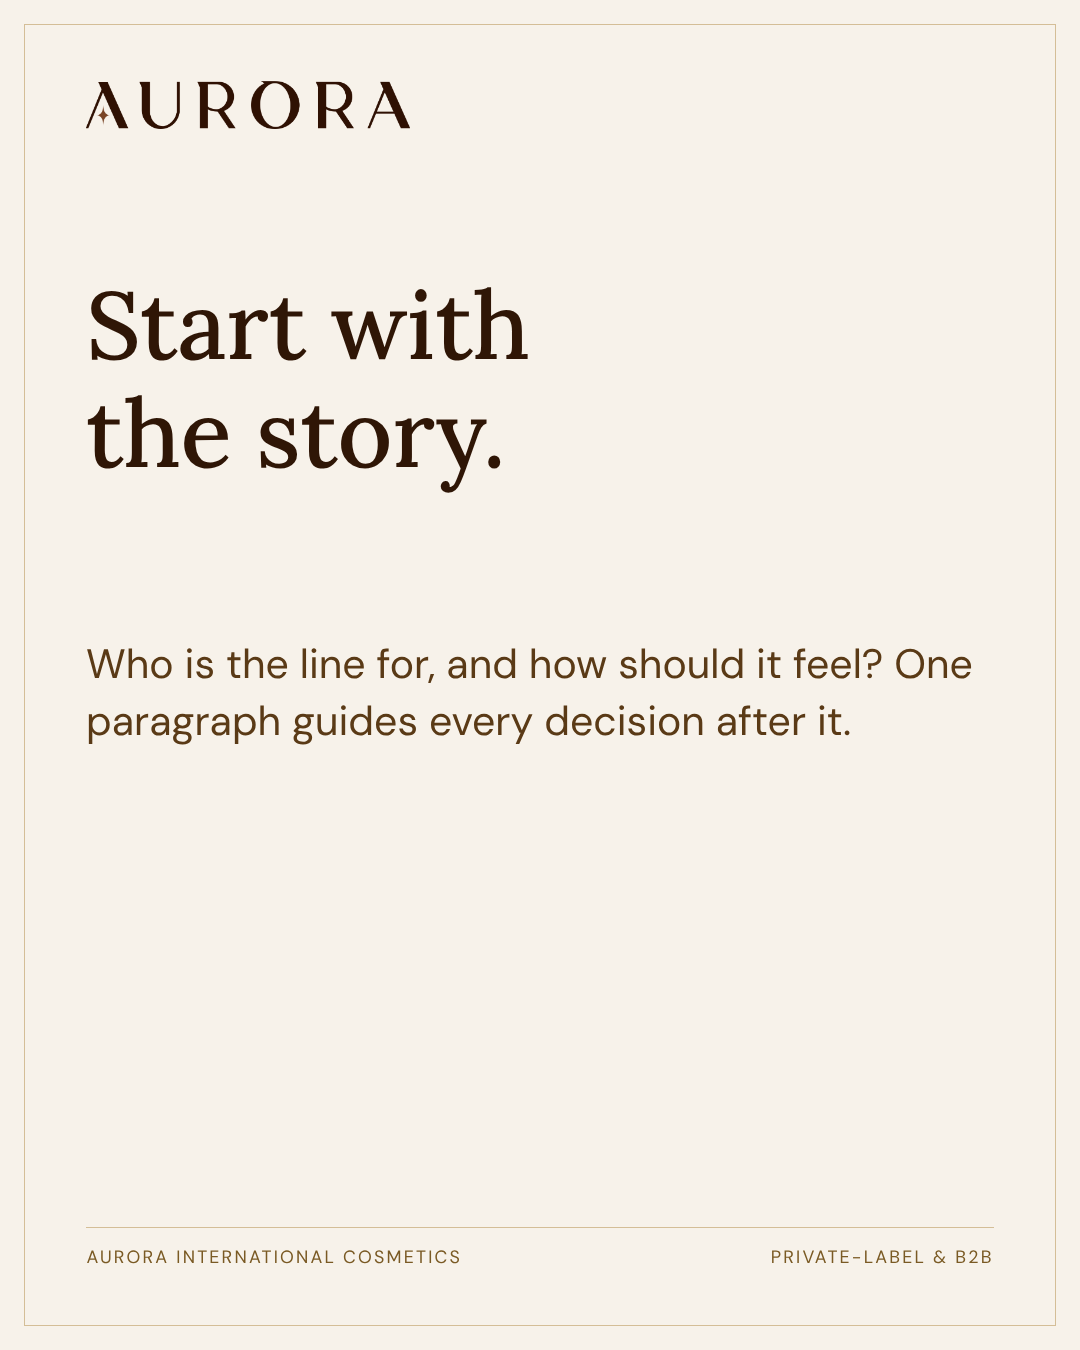 AURORA
Start with
the story.
Who is the line for, and how should it feel? One
paragraph guides every decision after it.
AURORA INTERNATIONAL COSMETICS
PRIVATE-LABEL & B2B